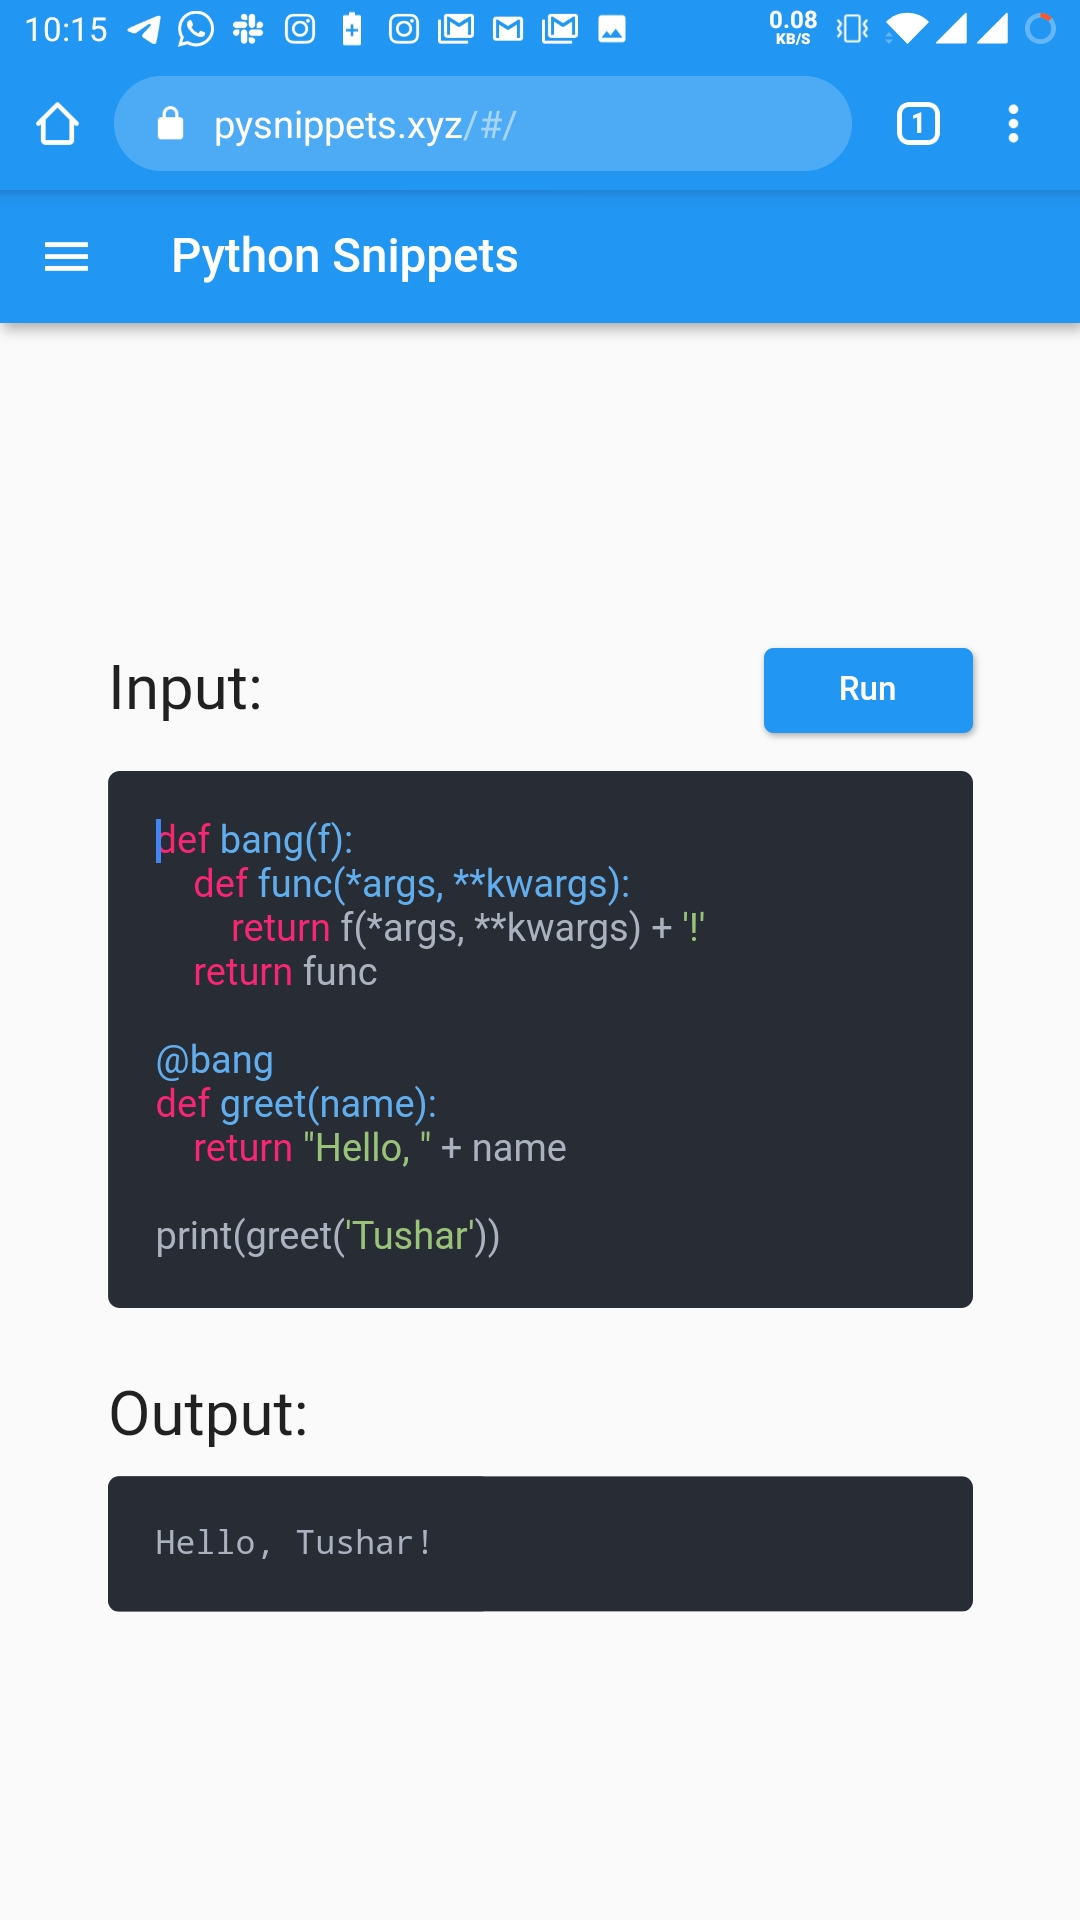 10:15
0.08
KB/S
pysnippets.xyz/#/
1
Python Snippets
Input:
Run
def bang(f):
    def func(*args, **kwargs):
        return f(*args, **kwargs) + '!'
    return func
@bang
def greet(name):
    return "Hello, " + name
print(greet('Tushar'))
Output:
Hello, Tushar!